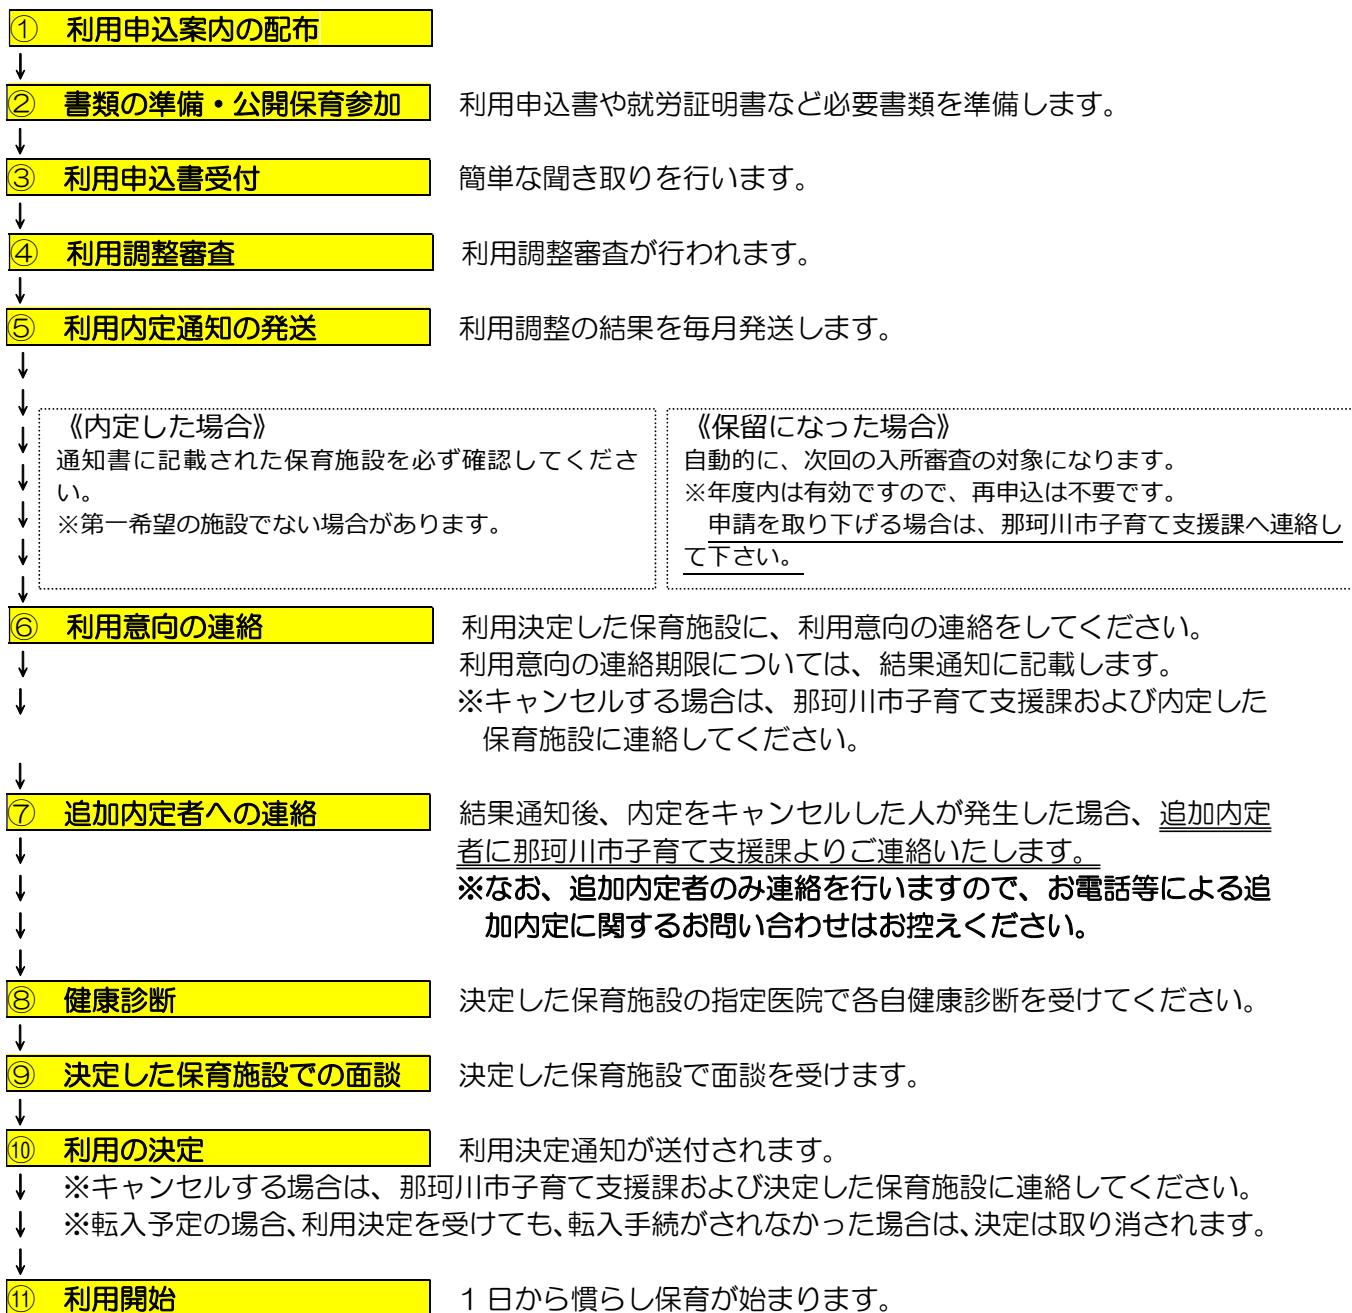 ① 利用申込案内の配布
↓
② 書類の準備・公開保育参加 利用申込書や就労証明書など必要書類を準備します。
↓
③ 利用申込書受付 簡単な聞き取りを行います。
↓
④ 利用調整審査 利用調整審査が行われます。
↓
⑤ 利用内定通知の発送 利用調整の結果を毎月発送します。
↓
↓
↓
↓
↓
↓
↓
《内定した場合》
通知書に記載された保育施設を必ず確認してくださ
い。
※第一希望の施設でない場合があります。
《保留になった場合》
自動的に、次回の入所審査の対象になります。
※年度内は有効ですので、再申込は不要です。
申請を取り下げる場合は、那珂川市子育て支援課へ連絡し
て下さい。
⑥ 利用意向の連絡 利用決定した保育施設に、利用意向の連絡をしてください。
↓ 利用意向の連絡期限については、結果通知に記載します。
↓ ※キャンセルする場合は、那珂川市子育て支援課および内定した
保育施設に連絡してください。
↓
⑦ 追加内定者への連絡 結果通知後、内定をキャンセルした人が発生した場合、追加内定
↓ 者に那珂川市子育て支援課よりご連絡いたします。
↓ ※なお、追加内定者のみ連絡を行いますので、お電話等による追
↓ 加内定に関するお問い合わせはお控えください。
↓
⑧ 健康診断 決定した保育施設の指定医院で各自健康診断を受けてください。
↓
⑨ 決定した保育施設での面談 決定した保育施設で面談を受けます。
↓
⑩ 利用の決定 利用決定通知が送付されます。
↓ ※キャンセルする場合は、那珂川市子育て支援課および決定した保育施設に連絡してください。
↓ ※転入予定の場合、利用決定を受けても、転入手続がされなかった場合は、決定は取り消されます。
↓
⑪ 利用開始 1日から慣らし保育が始まります。